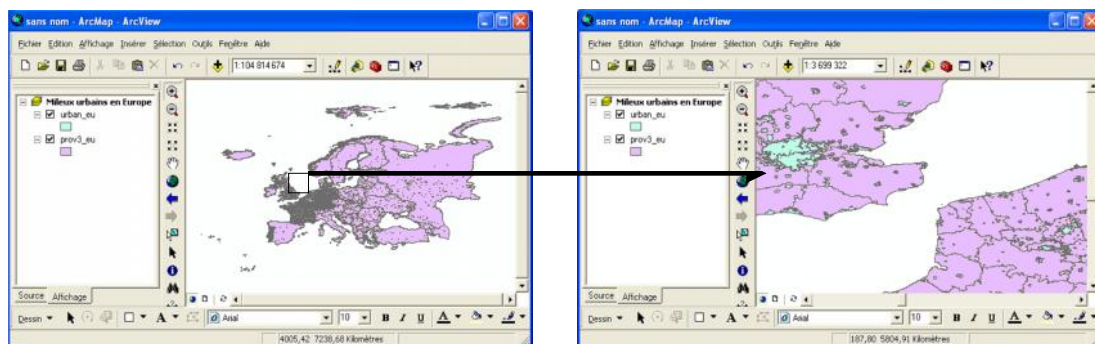 sans nom - ArcMap - ArcView
Fichier Edition Affichage Insérer Sélection Outils Fenêtre Aide
1:104 814 674
Milieux urbains en Europe
urban_eu
prov3_eu
Source Affichage
Dessin A Arial 10 B I U A
4005,42 7238,68 Kilomètres
sans nom - ArcMap - ArcView
Fichier Edition Affichage Insérer Sélection Outils Fenêtre Aide
1:3 699 322
Milieux urbains en Europe
urban_eu
prov3_eu
Source Affichage
Dessin A Arial 10 B I U A
187,80 5804,91 Kilomètres